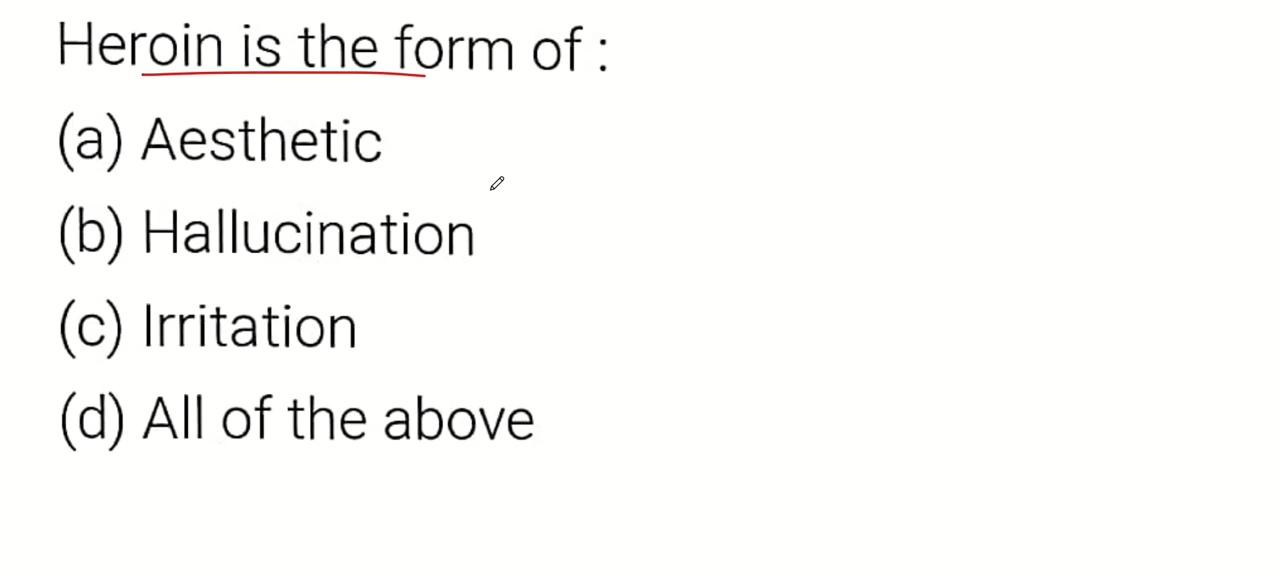 Heroin is the form of :
(a) Aesthetic
(b) Hallucination
(c) Irritation
(d) All of the above